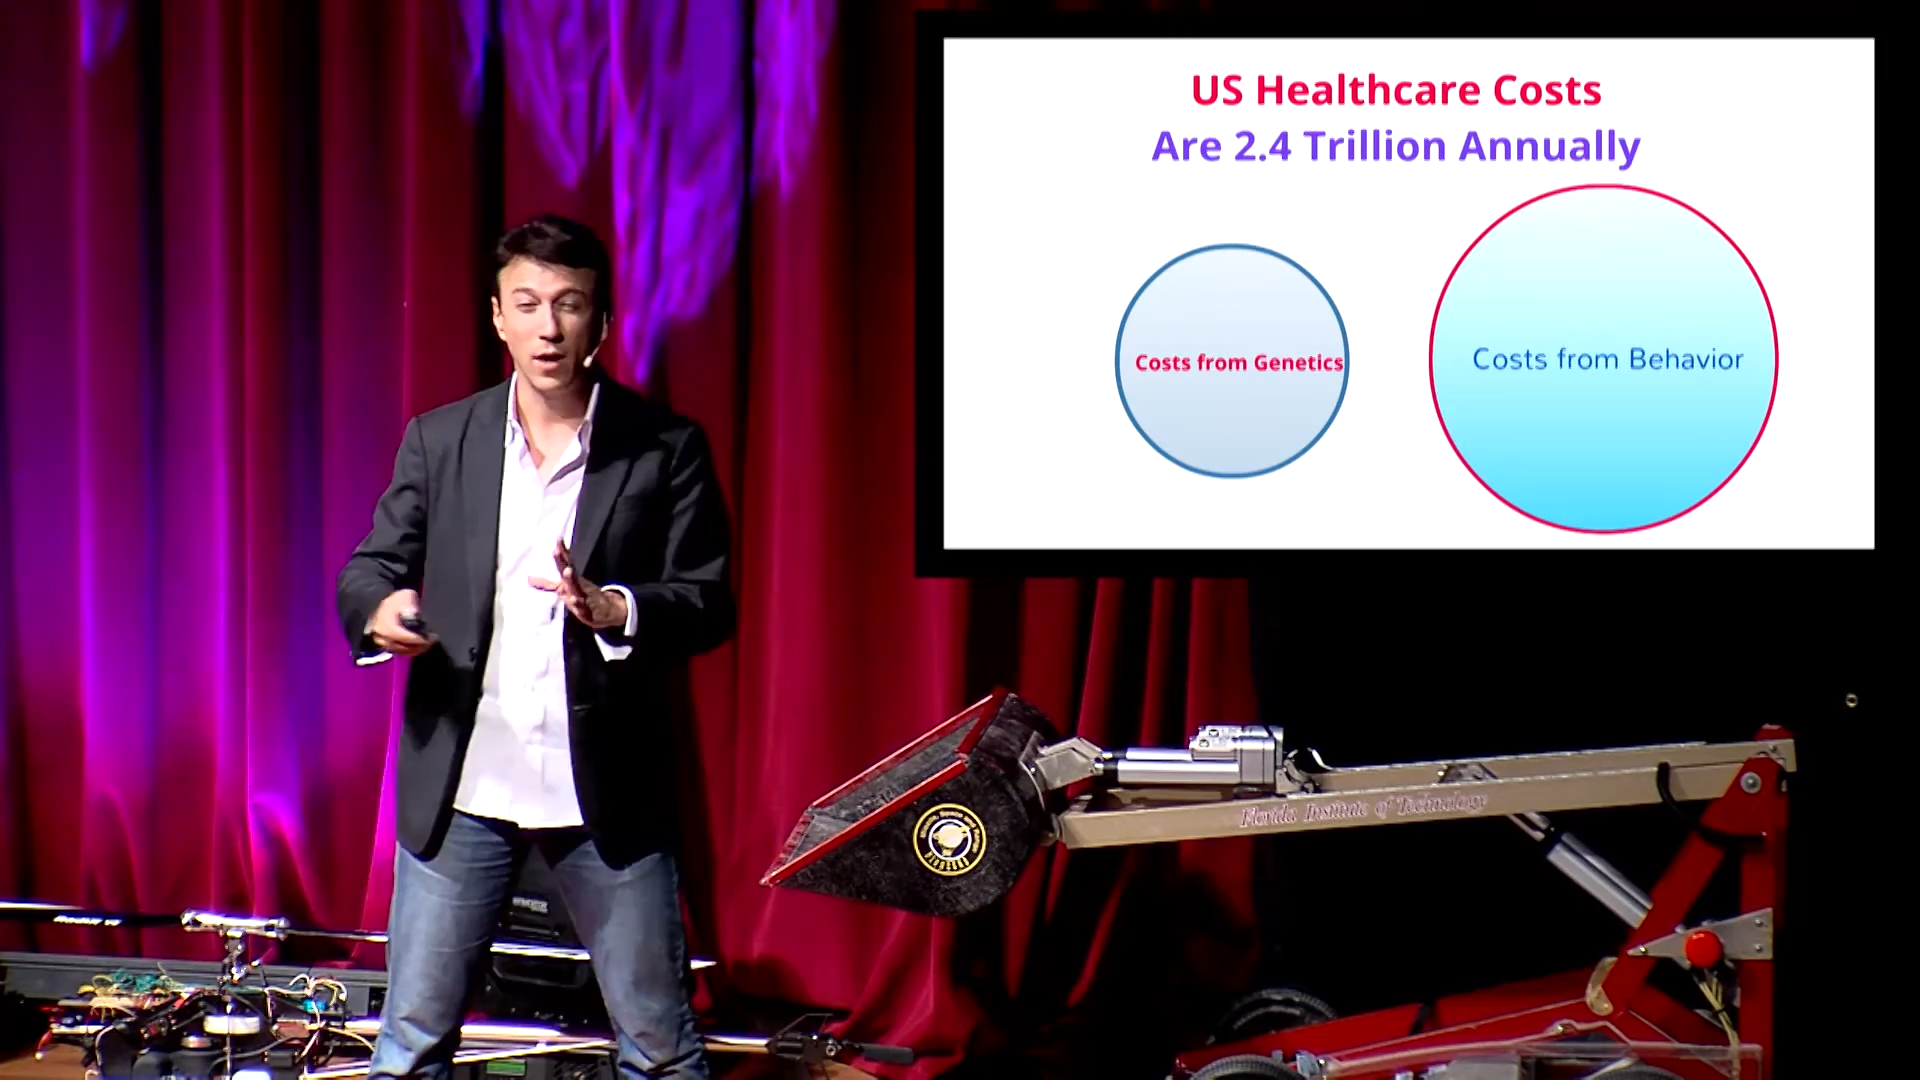 US Healthcare Costs
Are 2.4 Trillion Annually
Costs from Genetics
Costs from Behavior
Florida Institute of Technology